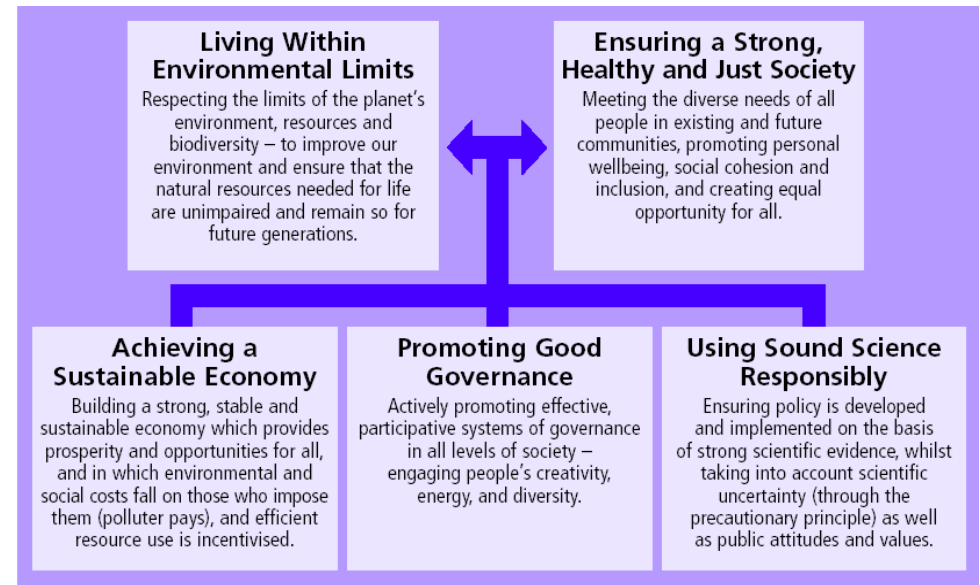 Living Within
Environmental Limits
Respecting the limits of the planet's
environment, resources and
biodiversity – to improve our
environment and ensure that the
natural resources needed for life
are unimpaired and remain so for
future generations.
Ensuring a Strong,
Healthy and Just Society
Meeting the diverse needs of all
people in existing and future
communities, promoting personal
wellbeing, social cohesion and
inclusion, and creating equal
opportunity for all.
Achieving a
Sustainable Economy
Building a strong, stable and
sustainable economy which provides
prosperity and opportunities for all,
and in which environmental and
social costs fall on those who impose
them (polluter pays), and efficient
resource use is incentivised.
Promoting Good
Governance
Actively promoting effective,
participative systems of governance
in all levels of society –
engaging people's creativity,
energy, and diversity.
Using Sound Science
Responsibly
Ensuring policy is developed
and implemented on the basis
of strong scientific evidence, whilst
taking into account scientific
uncertainty (through the
precautionary principle) as well
as public attitudes and values.